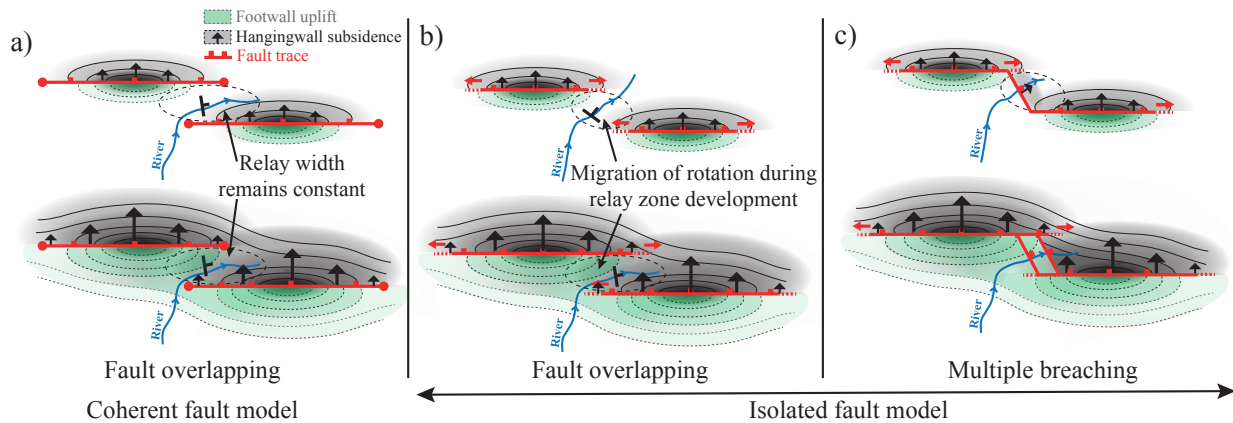 Footwall uplift
Hangingwall subsidence
Fault trace
a)
b)
c)
River
Relay width
remains constant
River
River
Migration of rotation during
relay zone development
River
River
River
Fault overlapping
Fault overlapping
Multiple breaching
Coherent fault model
Isolated fault model